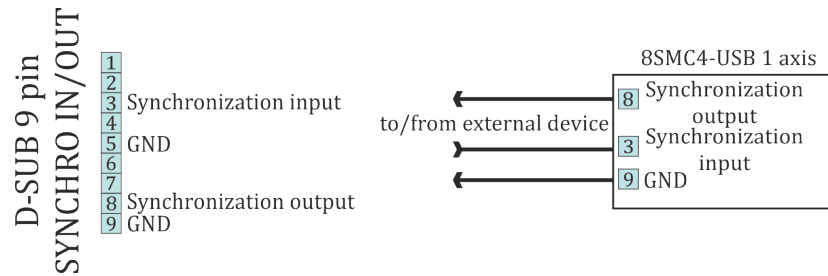 D-SUB 9 pin
SYNCHRO IN/OUT
1
2
3 Synchronization input
4
5 GND
6
7
8 Synchronization output
9 GND
to/from external device
8SMC4-USB 1 axis
8 Synchronization
output
3 Synchronization
input
9 GND